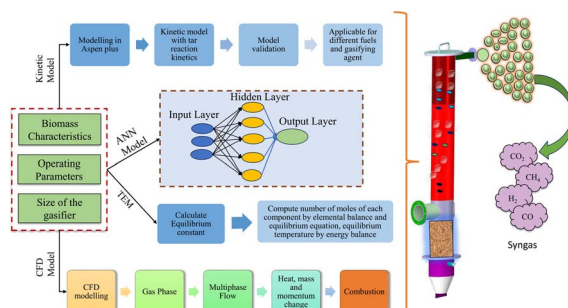 Kinetic
Model
Modelling in
Aspen plus
Kinetic model
with tar
reaction
kinetics
Model
validation
Applicable for
different fuels
and gasifying
agent
Biomass
Characteristics
Operating
Parameters
Size of the
gasifier
ANN
Model
Input Layer
Hidden Layer
Output Layer
TEM
Calculate
Equilibrium
constant
Compute number of moles of each
component by elemental balance and
equilibrium equation, equilibrium
temperature by energy balance
CFD
Model
CFD
modelling
Gas Phase
Multiphase
Flow
Heat, mass
and
momentum
change
Combustion
CO2
CH4
H2
CO
Syngas